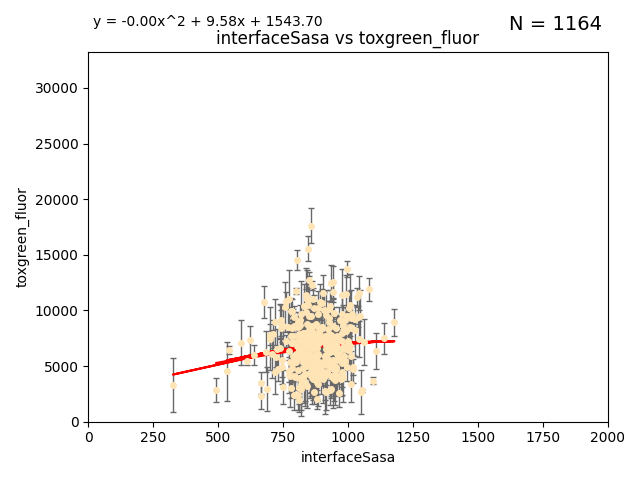 y = -0.00x^2 + 9.58x + 1543.70
N = 1164
interfaceSasa vs toxgreen_fluor
30000
25000
20000
15000
10000
5000
0
toxgreen_fluor
0 250 500 750 1000 1250 1500 1750 2000
interfaceSasa